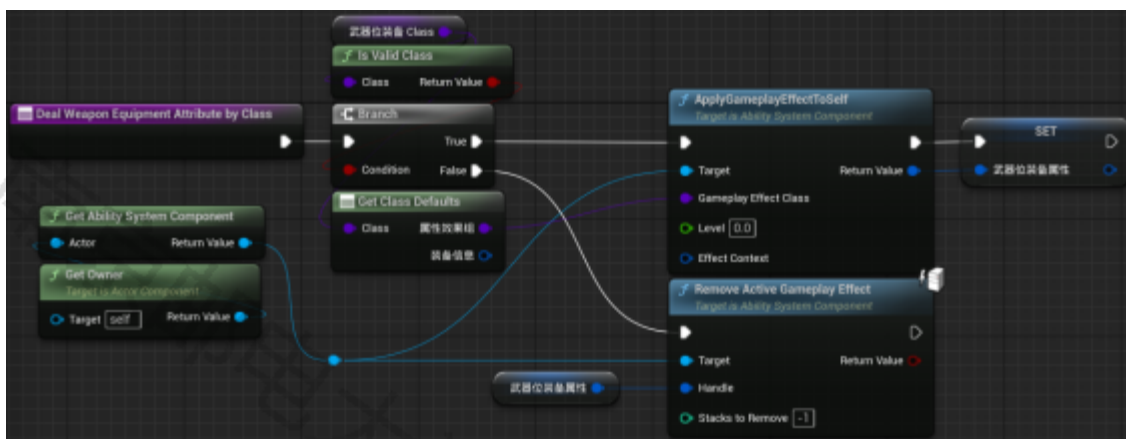 武器位装备 Class
f Is Valid Class
Class Return Value
Deal Weapon Equipment Attribute by Class
Branch
True
Condition False
Get Class Defaults
Class 属性效果组
装备信息
f Get Ability System Component
Actor Return Value
f Get Owner
Target is Actor Component
Target self Return Value
f ApplyGameplayEffectToSelf
Target is Ability System Component
Target Return Value
Gameplay Effect Class
Level 0.0
Effect Context
SET
武器位装备属性
f Remove Active Gameplay Effect
Target is Ability System Component
Target Return Value
武器位装备属性
Handle
Stacks to Remove -1